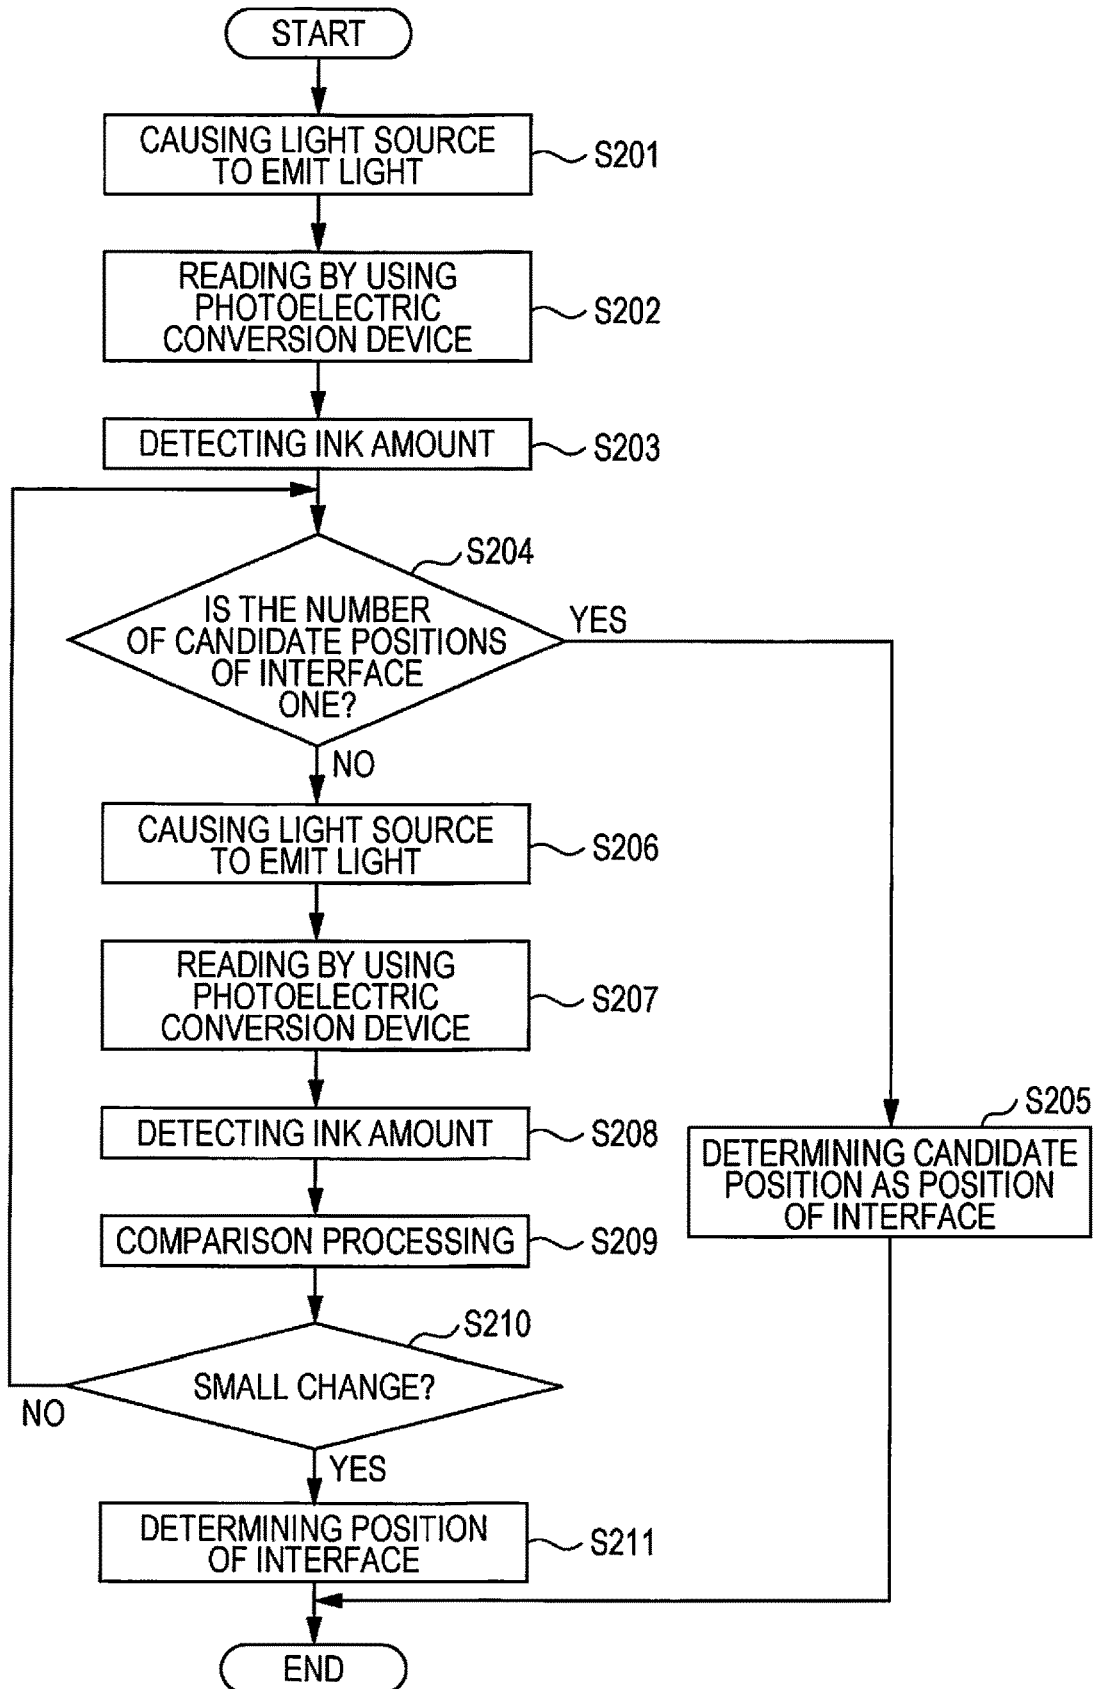 START
CAUSING LIGHT SOURCE
TO EMIT LIGHT
S201
READING BY USING
PHOTOELECTRIC
CONVERSION DEVICE
S202
DETECTING INK AMOUNT
S203
S204
IS THE NUMBER
OF CANDIDATE POSITIONS
OF INTERFACE
ONE?
YES
NO
CAUSING LIGHT SOURCE
TO EMIT LIGHT
S206
READING BY USING
PHOTOELECTRIC
CONVERSION DEVICE
S207
DETECTING INK AMOUNT
S208
S205
DETERMINING CANDIDATE
POSITION AS POSITION
OF INTERFACE
COMPARISON PROCESSING
S209
S210
SMALL CHANGE?
NO
YES
DETERMINING POSITION
OF INTERFACE
S211
END